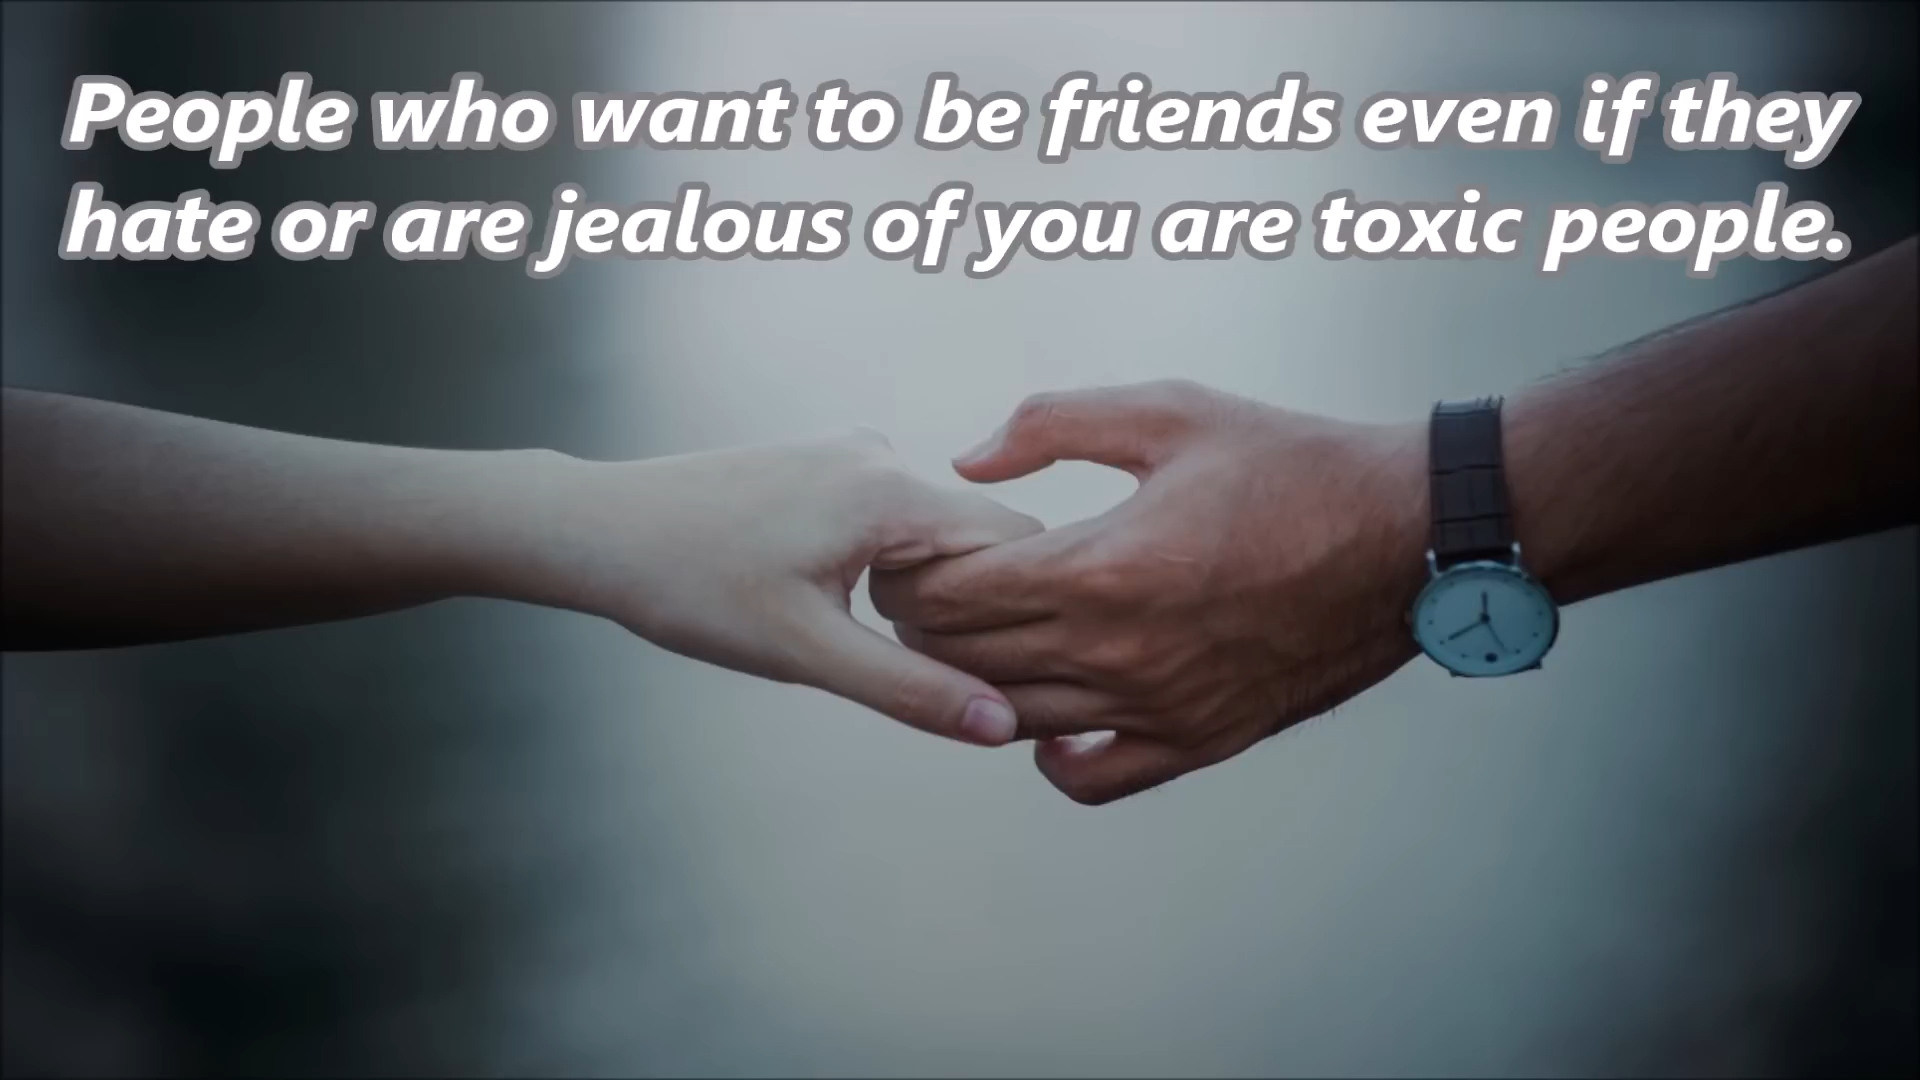 People who want to be friends even if they
hate or are jealous of you are toxic people.